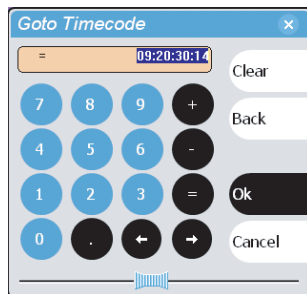 Goto Timecode ×
= 09:20:30:14
Clear
7 8 9 +
Back
4 5 6 -
1 2 3 = Ok
0 . ← → Cancel